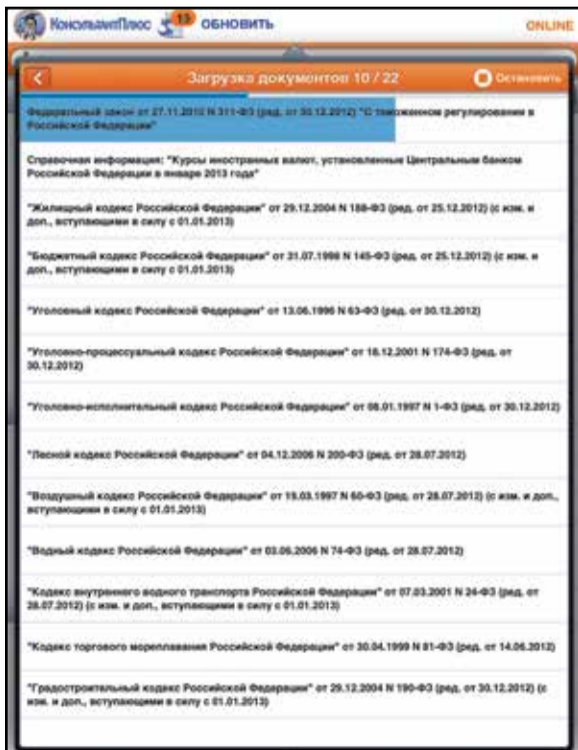 КонсультантПлюс 13 ОБНОВИТЬ ONLINE
Загрузка документов 10 / 22 Остановить
Федеральный закон от 27.11.2010 N 311-ФЗ (ред. от 30.12.2012) "О таможенном регулировании в
Российской Федерации"
Справочная информация: "Курсы иностранных валют, установленные Центральным банком
Российской Федерации в январе 2013 года"
"Жилищный кодекс Российской Федерации" от 29.12.2004 N 188-ФЗ (ред. от 25.12.2012) (с изм. и
доп., вступающими в силу с 01.01.2013)
"Бюджетный кодекс Российской Федерации" от 31.07.1998 N 145-ФЗ (ред. от 25.12.2012) (с изм. и
доп., вступающими в силу с 01.01.2013)
"Уголовный кодекс Российской Федерации" от 13.06.1996 N 63-ФЗ (ред. от 30.12.2012)
"Уголовно-процессуальный кодекс Российской Федерации" от 18.12.2001 N 174-ФЗ (ред. от
30.12.2012)
"Уголовно-исполнительный кодекс Российской Федерации" от 08.01.1997 N 1-ФЗ (ред. от 30.12.2012)
"Лесной кодекс Российской Федерации" от 04.12.2006 N 200-ФЗ (ред. от 28.07.2012)
"Воздушный кодекс Российской Федерации" от 19.03.1997 N 60-ФЗ (ред. от 28.07.2012) (с изм. и доп.,
вступающими в силу с 01.01.2013)
"Водный кодекс Российской Федерации" от 03.06.2006 N 74-ФЗ (ред. от 28.07.2012)
"Кодекс внутреннего водного транспорта Российской Федерации" от 07.03.2001 N 24-ФЗ (ред. от
28.07.2012) (с изм. и доп., вступающими в силу с 01.01.2013)
"Кодекс торгового мореплавания Российской Федерации" от 30.04.1999 N 81-ФЗ (ред. от 14.06.2012)
"Градостроительный кодекс Российской Федерации" от 29.12.2004 N 190-ФЗ (ред. от 30.12.2012) (с
изм. и доп., вступающими в силу с 01.01.2013)